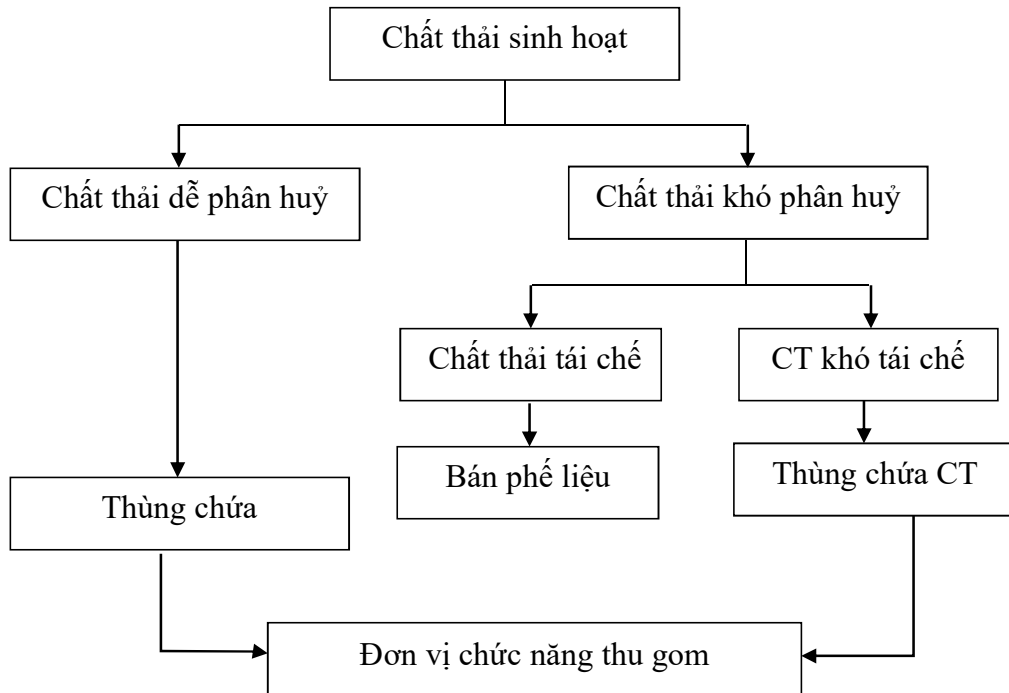 Chất thải sinh hoạt
Chất thải dễ phân huỷ
Chất thải khó phân huỷ
Chất thải tái chế
CT khó tái chế
Bán phế liệu
Thùng chứa CT
Thùng chứa
Đơn vị chức năng thu gom